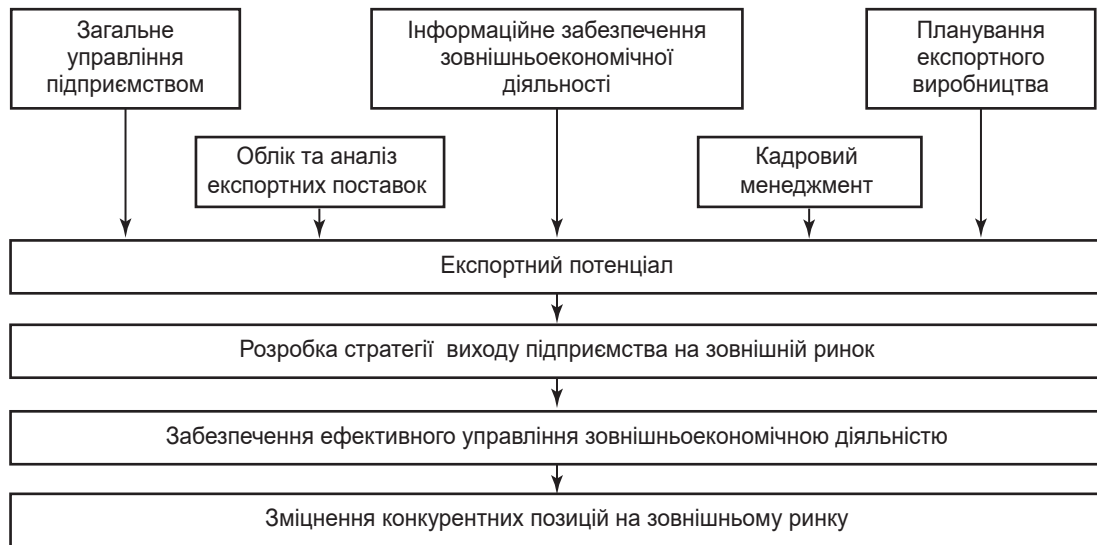 Загальне
управління
підприємством
Інформаційне забезпечення
зовнішньоекономічної
діяльності
Планування
експортного
виробництва
Облік та аналіз
експортних поставок
Кадровий
менеджмент
Експортний потенціал
Розробка стратегії виходу підприємства на зовнішній ринок
Забезпечення ефективного управління зовнішньоекономічною діяльністю
Зміцнення конкурентних позицій на зовнішньому ринку